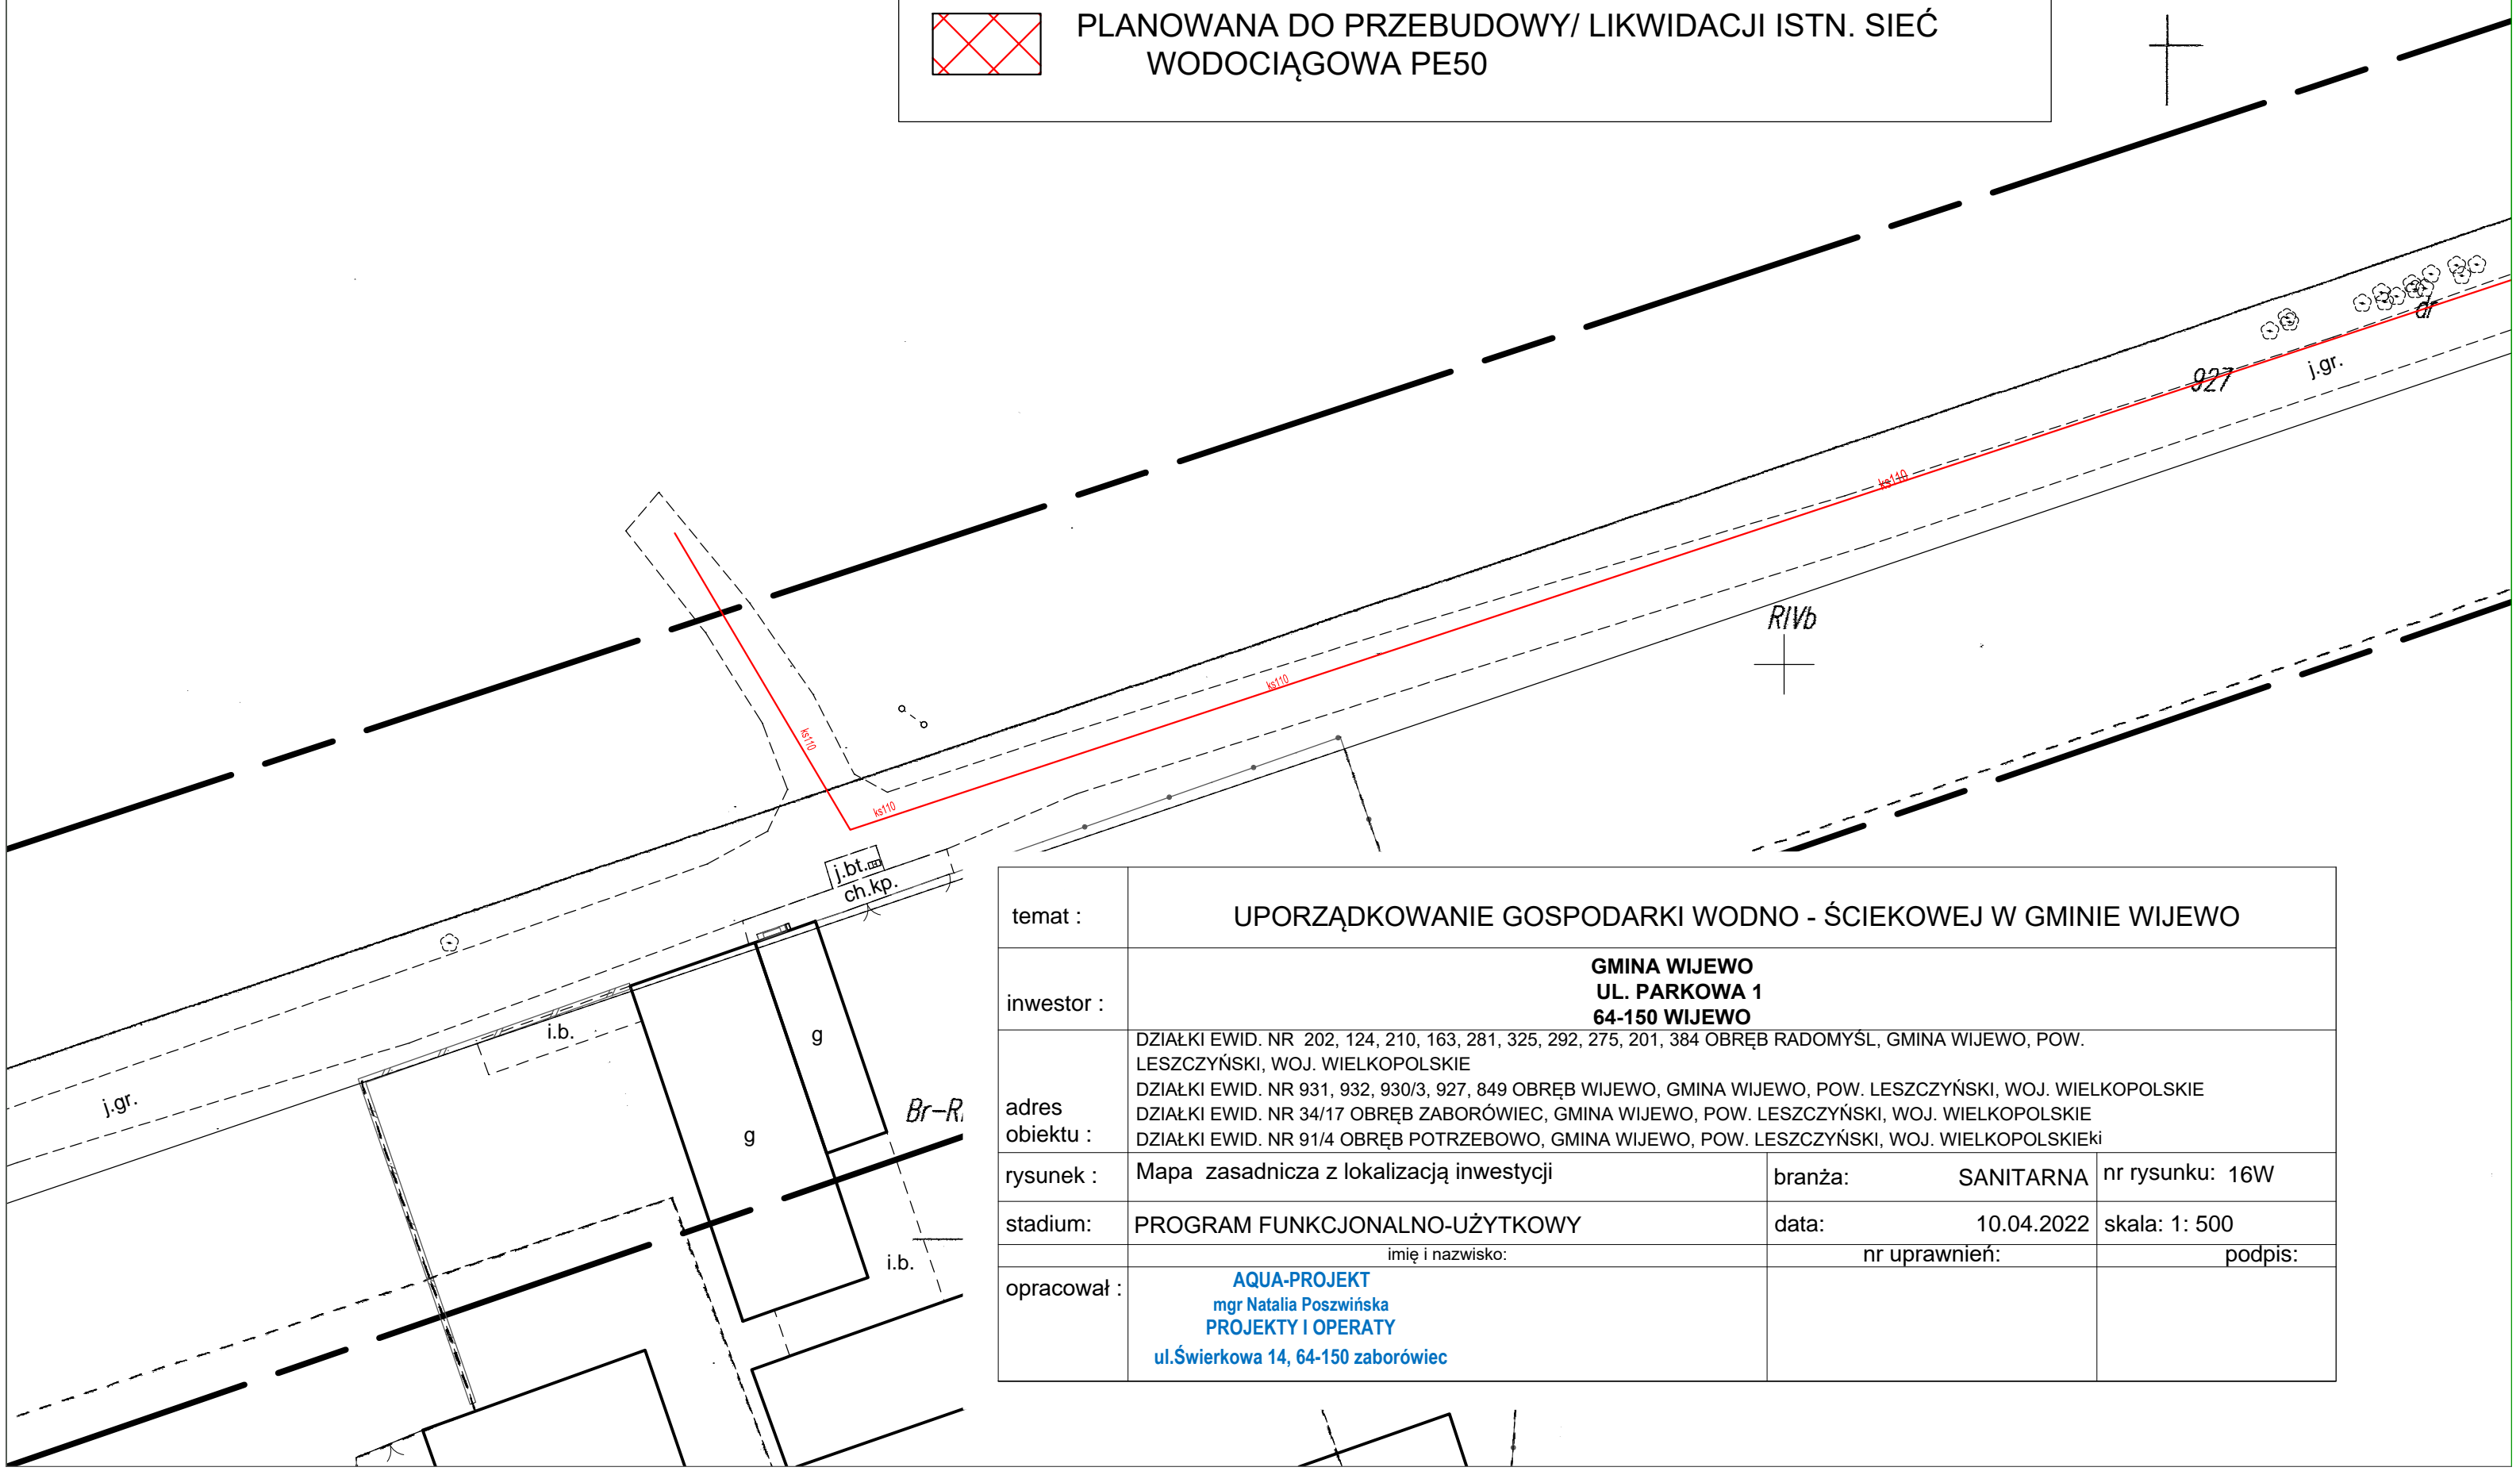 PLANOWANA DO PRZEBUDOWY/ LIKWIDACJI ISTN. SIEĆ
WODOCIĄGOWA PE50
dr
j.gr.
927
ks110
RIVb
ks110
ks110
ks110
j.bt.
ch.kp.
i.b.
g
j.gr.
g
Br-R
i.b.
temat :
UPORZĄDKOWANIE GOSPODARKI WODNO - ŚCIEKOWEJ W GMINIE WIJEWO
inwestor :
GMINA WIJEWO
UL. PARKOWA 1
64-150 WIJEWO
adres
obiektu :
DZIAŁKI EWID. NR 202, 124, 210, 163, 281, 325, 292, 275, 201, 384 OBRĘB RADOMYŚL, GMINA WIJEWO, POW.
LESZCZYŃSKI, WOJ. WIELKOPOLSKIE
DZIAŁKI EWID. NR 931, 932, 930/3, 927, 849 OBRĘB WIJEWO, GMINA WIJEWO, POW. LESZCZYŃSKI, WOJ. WIELKOPOLSKIE
DZIAŁKI EWID. NR 34/17 OBRĘB ZABORÓWIEC, GMINA WIJEWO, POW. LESZCZYŃSKI, WOJ. WIELKOPOLSKIE
DZIAŁKI EWID. NR 91/4 OBRĘB POTRZEBOWO, GMINA WIJEWO, POW. LESZCZYŃSKI, WOJ. WIELKOPOLSKIEki
rysunek :
Mapa zasadnicza z lokalizacją inwestycji
branża: SANITARNA
nr rysunku: 16W
stadium:
PROGRAM FUNKCJONALNO-UŻYTKOWY
data: 10.04.2022
skala: 1: 500
imię i nazwisko:
nr uprawnień:
podpis:
opracował :
AQUA-PROJEKT
mgr Natalia Poszwińska
PROJEKTY I OPERATY
ul.Świerkowa 14, 64-150 zaborówiec